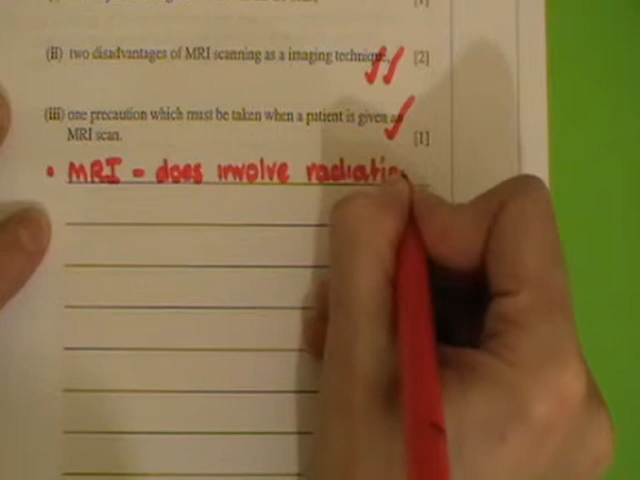 [1]
(ii) two disadvantages of MRI scanning as a imaging technique, [2]
(iii) one precaution which must be taken when a patient is given an
MRI scan. [1]
• MRI - does involve radiation